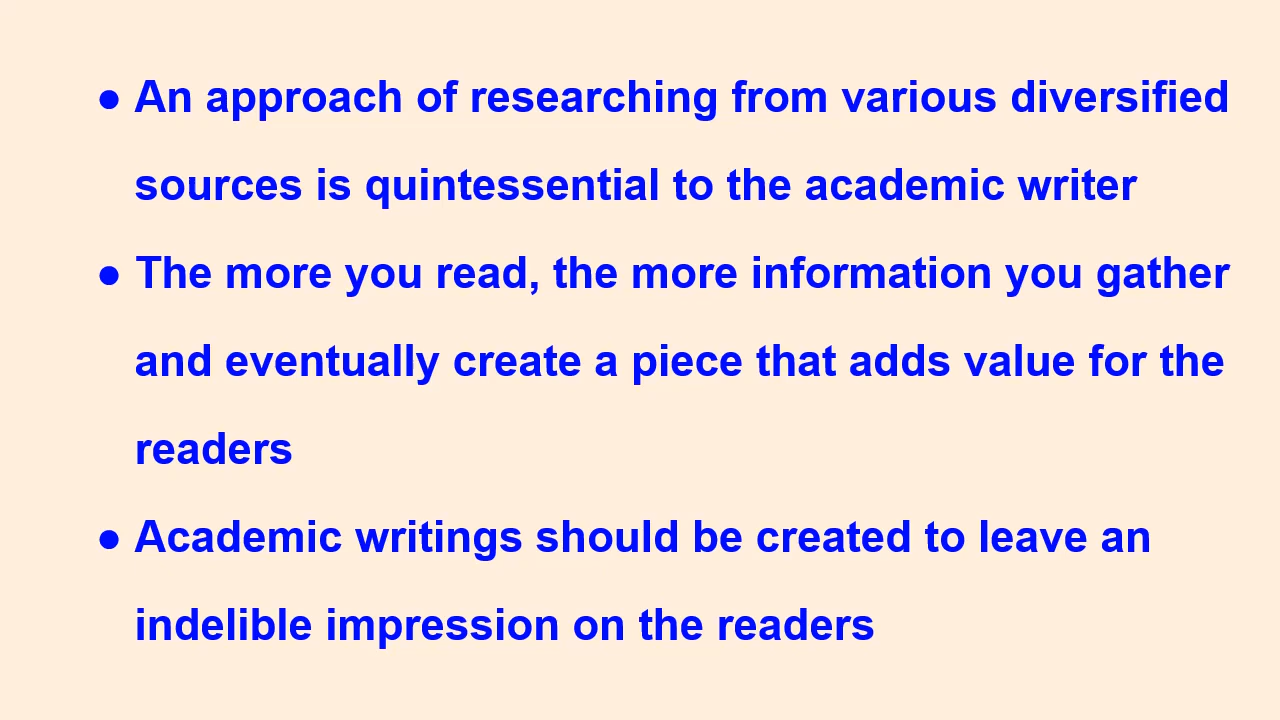 ● An approach of researching from various diversified
sources is quintessential to the academic writer
● The more you read, the more information you gather
and eventually create a piece that adds value for the
readers
● Academic writings should be created to leave an
indelible impression on the readers